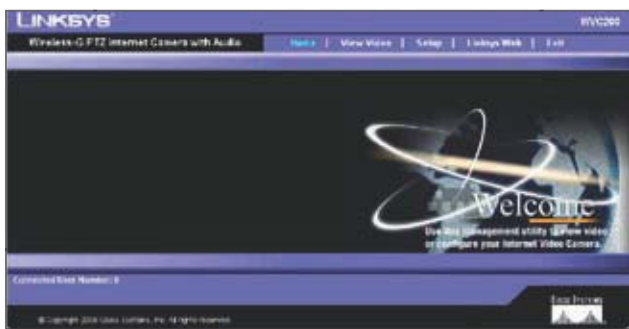 LINKSYS
WVC200
Wireless-G PTZ Internet Camera with Audio
Home | View Video | Setup | Linksys Web | Exit
Welcome
Use this management utility to view video
or configure your Internet Video Camera.
Connected User Number: 0
© Copyright Cisco Systems, Inc. All rights reserved.
Cisco Systems